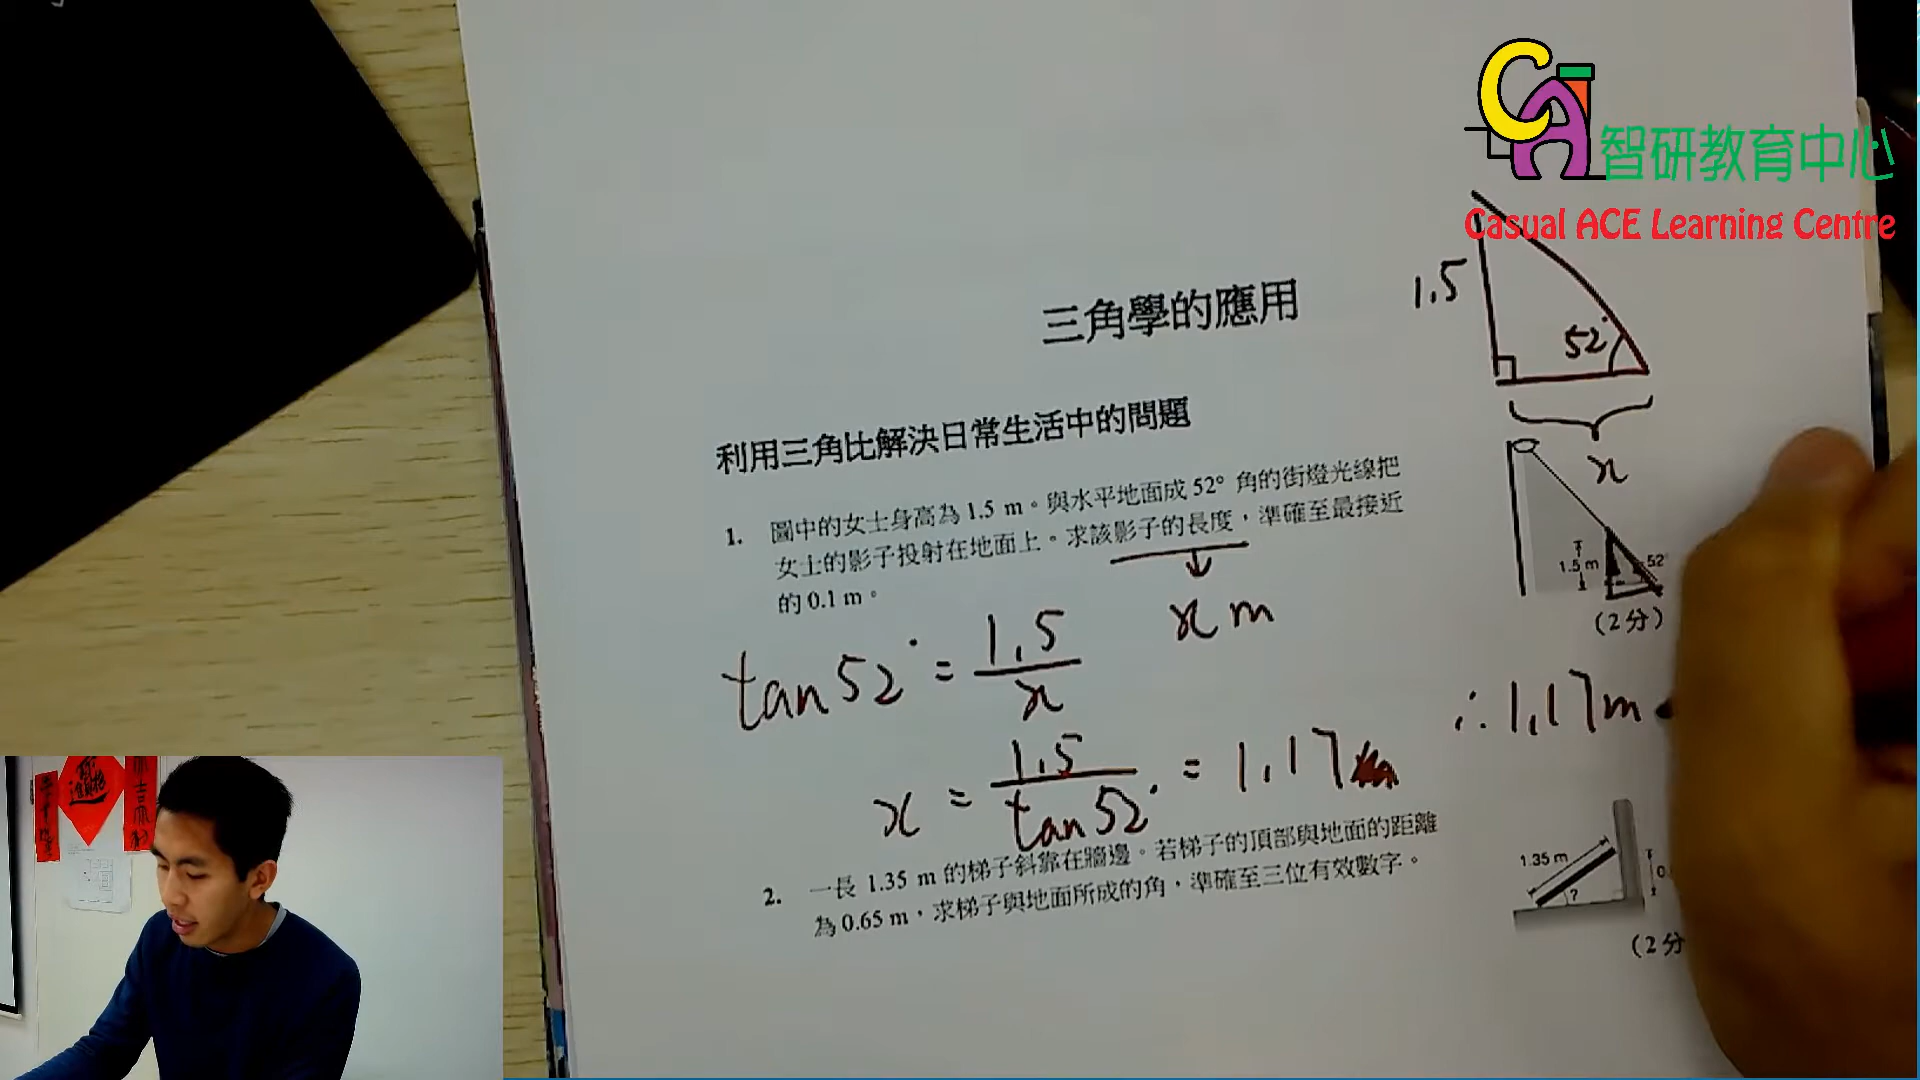 智研教育中心
Casual ACE Learning Centre
三角學的應用
1.5
52°
x
利用三角比解決日常生活中的問題
1. 圖中的女士身高為 1.5 m。與水平地面成 52° 角的街燈光線把
女士的影子投射在地面上。求該影子的長度，準確至最接近
的 0.1 m。
x m
1.5 m
52°
(2 分)
tan52° = 1.5/x
x = 1.5/tan52° = 1.17
∴ 1.17m
2. 一長 1.35 m 的梯子斜靠在牆邊。若梯子的頂部與地面的距離
為 0.65 m，求梯子與地面所成的角，準確至三位有效數字。
1.35 m
?
0.
(2 分